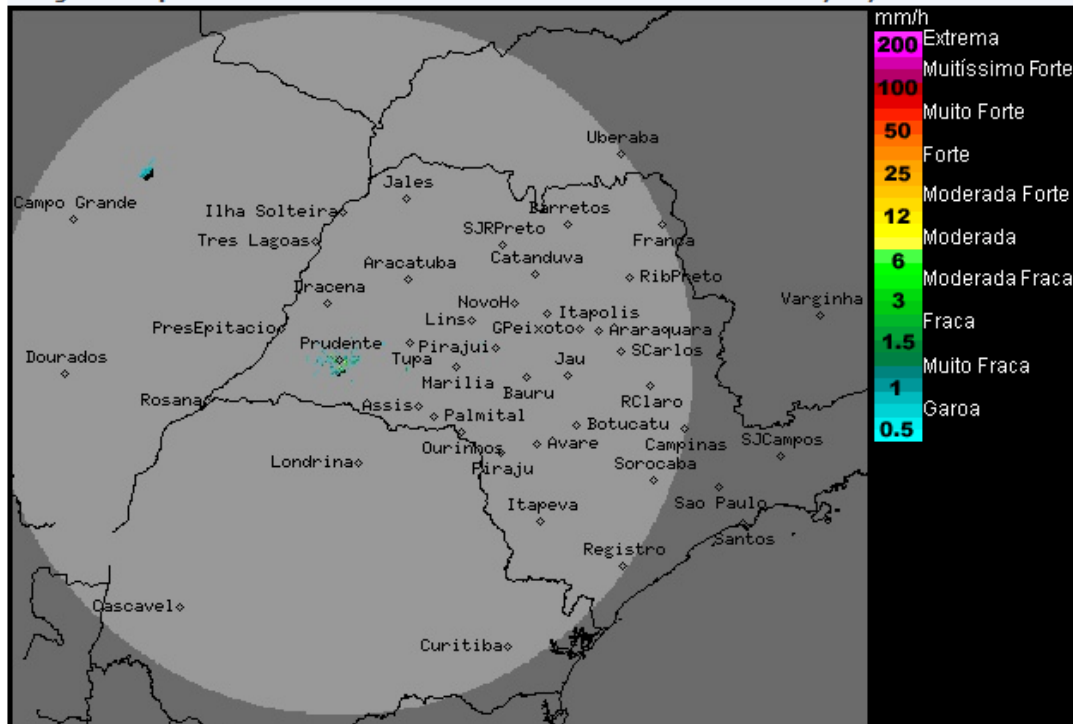 mm/h
200 Extrema
Muitíssimo Forte
100
Muito Forte
50
Forte
25
Moderada Forte
12
Moderada
6
Moderada Fraca
3
Fraca
1.5
Muito Fraca
1
Garoa
0.5
Uberaba
Jales
Campo Grande
Ilha Solteira
Barretos
Tres Lagoas
SJRPreto
Franca
Aracatuba
Catanduva
RibPreto
Dracena
NovoH
Itapolis
Varginha
PresEpitacio
Lins
GPeixoto
Araraquara
Prudente
Pirajui
SCarlos
Dourados
Tupa
Jau
Marilia
Bauru
Rosana
Assis
RClaro
Palmital
Botucatu
Ourinhos
Avare
Campinas
SJCampos
Londrina
Piraju
Sorocaba
Itapeva
Sao Paulo
Santos
Registro
Cascavel
Curitiba